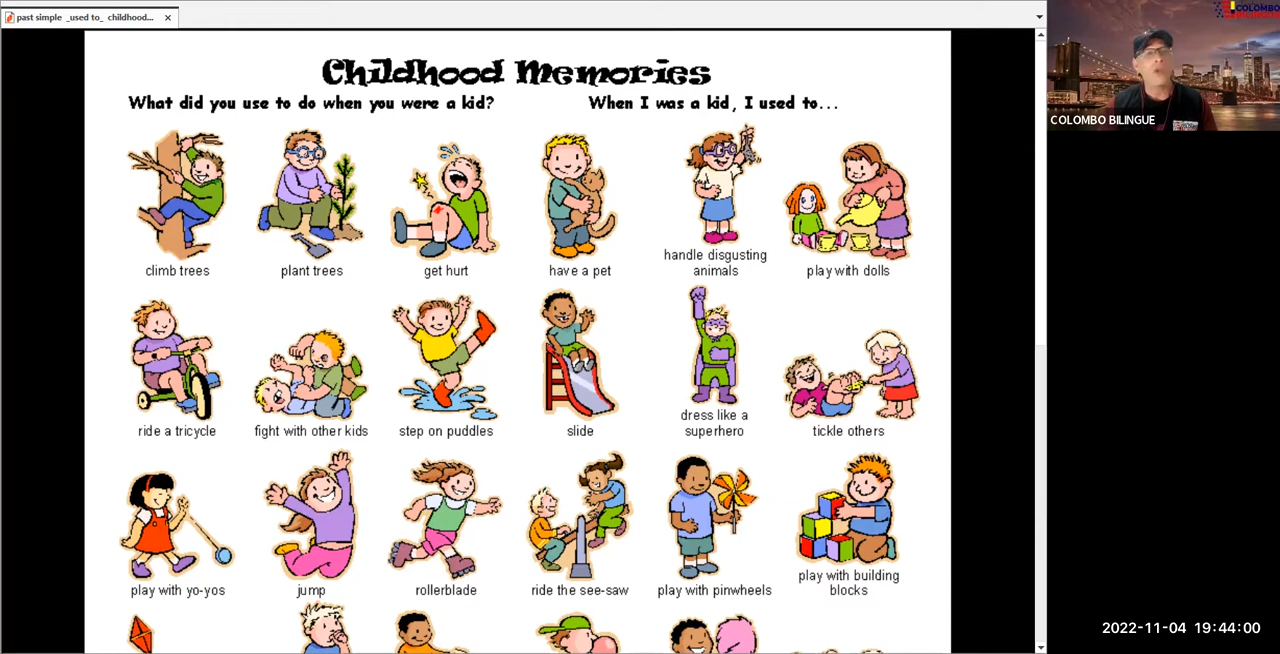 past simple _used to_ childhood...
COLOMBO
BILINGUE
COLOMBO BILINGUE
Childhood Memories
What did you use to do when you were a kid? When I was a kid, I used to...
climb trees
plant trees
get hurt
have a pet
handle disgusting
animals
play with dolls
ride a tricycle
fight with other kids
step on puddles
slide
dress like a
superhero
tickle others
play with yo-yos
jump
rollerblade
ride the see-saw
play with pinwheels
play with building
blocks
2022-11-04 19:44:00